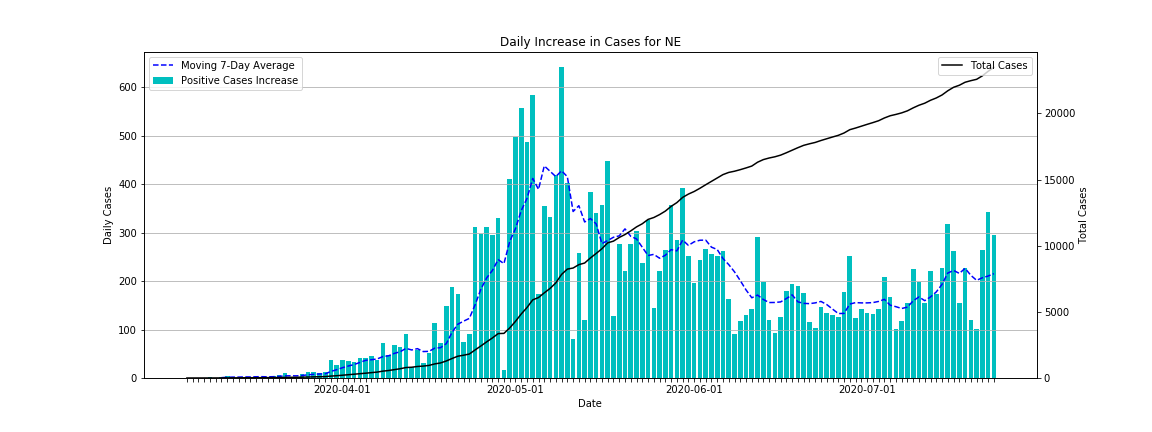 Daily Increase in Cases for NE
Moving 7-Day Average
Positive Cases Increase
Total Cases
600
500
400
300
200
100
0
Daily Cases
20000
15000
10000
5000
0
Total Cases
2020-04-01
2020-05-01
2020-06-01
2020-07-01
Date